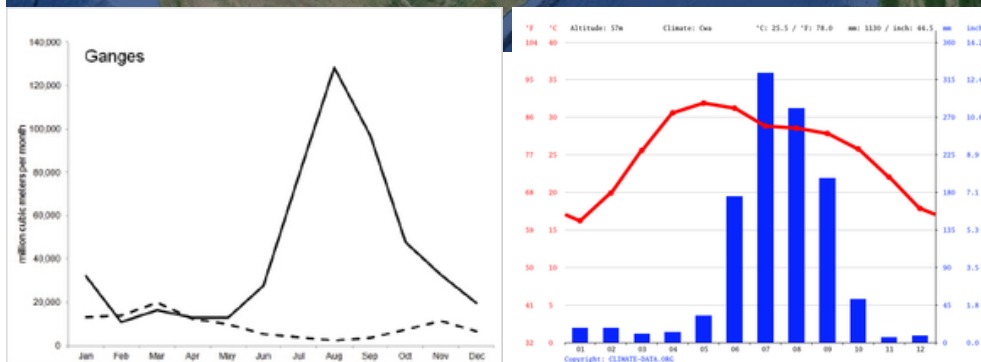 Ganges
million cubic meters per month
140,000
120,000
100,000
80,000
60,000
40,000
20,000
0
Jan Feb Mar Apr May Jun Jul Aug Sep Oct Nov Dec
°F °C Altitude: 57m Climate: Cwa °C: 25.5 / °F: 78.0 mm: 1130 / inch: 44.5 mm inch
104 40 360 14.2
95 35 315 12.4
86 30 270 10.6
77 25 225 8.9
68 20 180 7.1
59 15 135 5.3
50 10 90 3.5
41 5 45 1.8
32 0 0 0.0
01 02 03 04 05 06 07 08 09 10 11 12
Copyright: CLIMATE-DATA.ORG